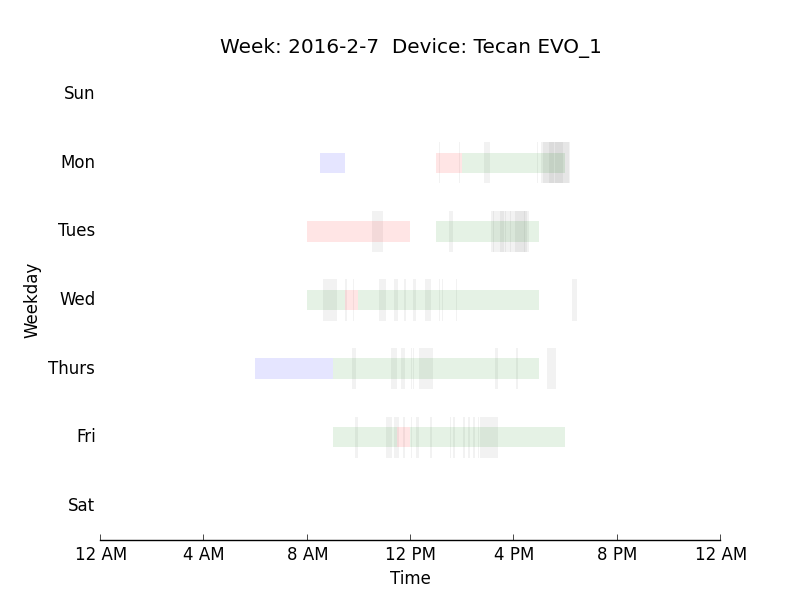 Week: 2016-2-7  Device: Tecan EVO_1
Sun
Mon
Tues
Wed
Thurs
Fri
Sat
Weekday
12 AM 4 AM 8 AM 12 PM 4 PM 8 PM 12 AM
Time